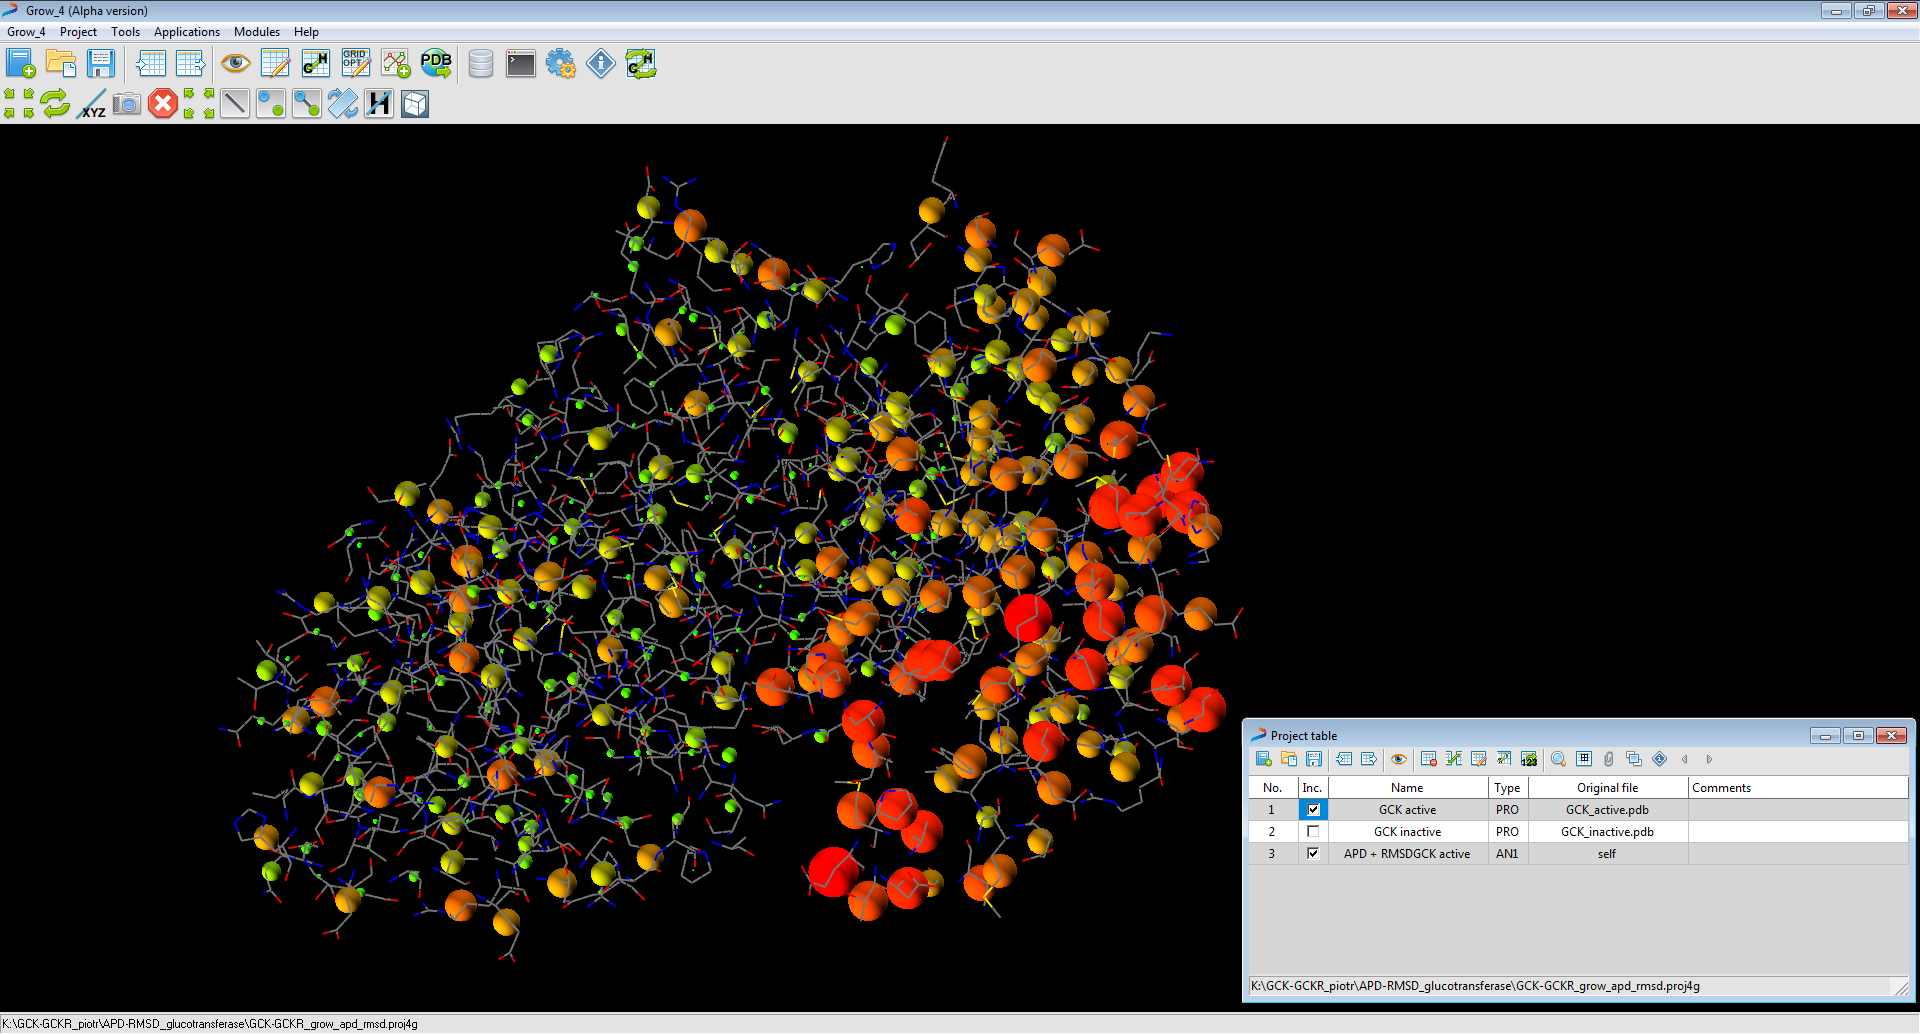 Grow_4 (Alpha version)
Grow_4 Project Tools Applications Modules Help
G H GRID OPT PDB G H
XYZ H
Project table
123
No. Inc. Name Type Original file Comments
1 GCK active PRO GCK_active.pdb
2 GCK inactive PRO GCK_inactive.pdb
3 APD + RMSDGCK active AN1 self
K:\GCK-GCKR_piotr\APD-RMSD_glucotransferase\GCK-GCKR_grow_apd_rmsd.proj4g
K:\GCK-GCKR_piotr\APD-RMSD_glucotransferase\GCK-GCKR_grow_apd_rmsd.proj4g